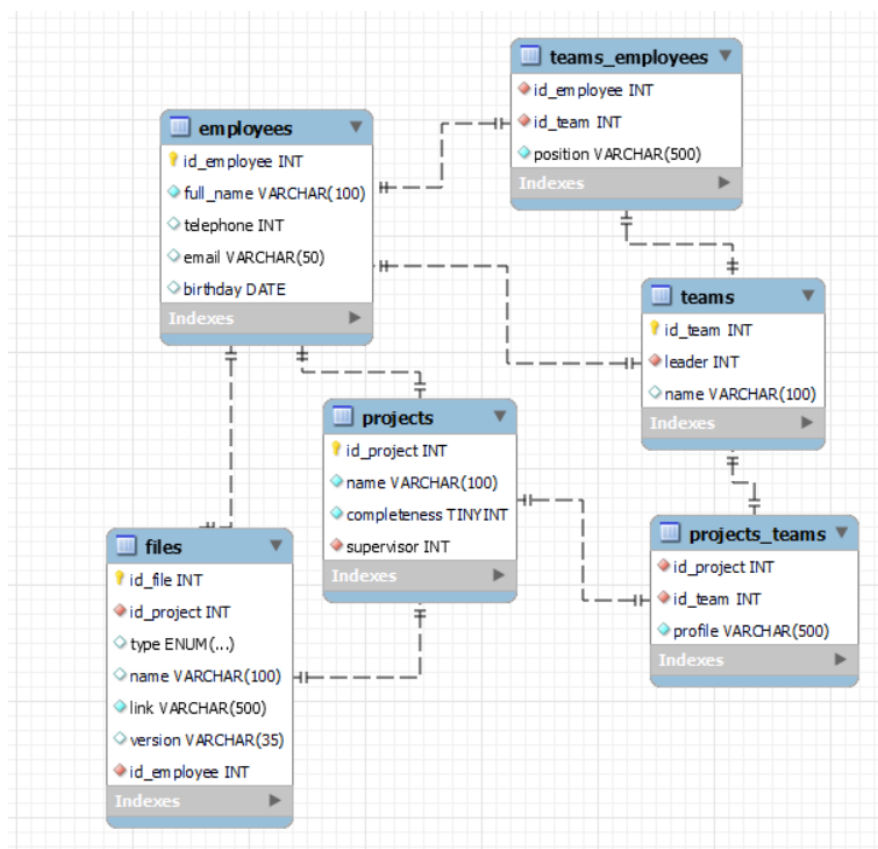 teams_employees
id_employee INT
id_team INT
position VARCHAR(500)
Indexes
employees
id_employee INT
full_name VARCHAR(100)
telephone INT
email VARCHAR(50)
birthday DATE
Indexes
teams
id_team INT
leader INT
name VARCHAR(100)
Indexes
projects
id_project INT
name VARCHAR(100)
completeness TINYINT
supervisor INT
Indexes
projects_teams
id_project INT
id_team INT
profile VARCHAR(500)
Indexes
files
id_file INT
id_project INT
type ENUM(...)
name VARCHAR(100)
link VARCHAR(500)
version VARCHAR(35)
id_employee INT
Indexes